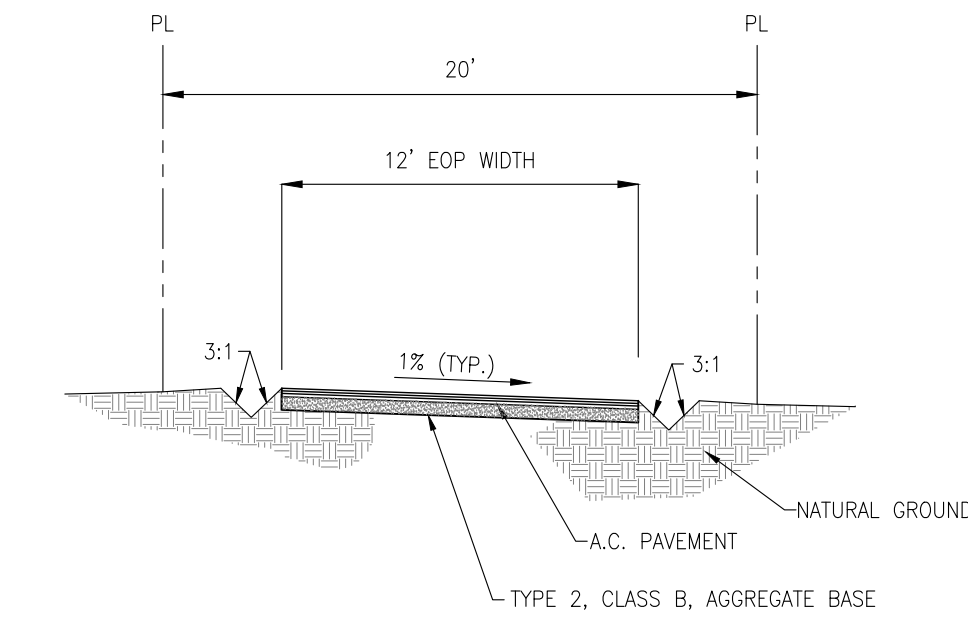 PL
PL
20'
12' EOP WIDTH
3:1
1% (TYP.)
3:1
NATURAL GROUND
A.C. PAVEMENT
TYPE 2, CLASS B, AGGREGATE BASE